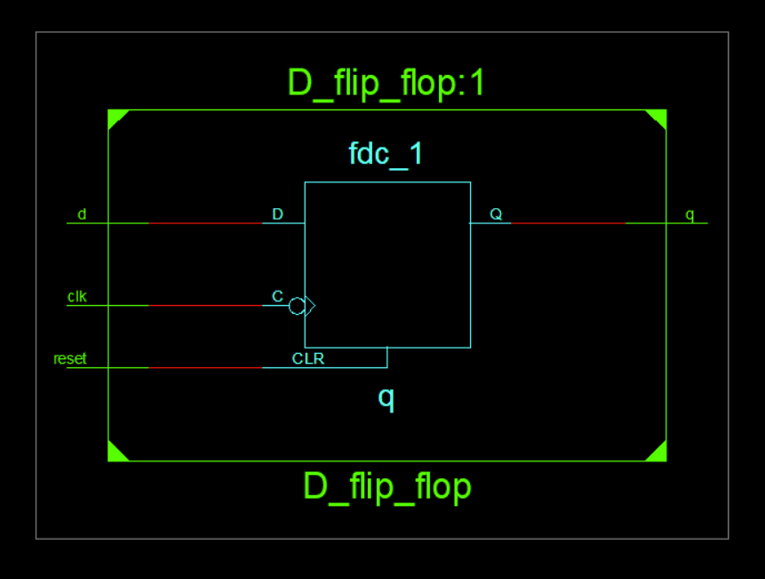 D_flip_flop:1
fdc_1
d
D
Q
q
clk
C
reset
CLR
q
D_flip_flop